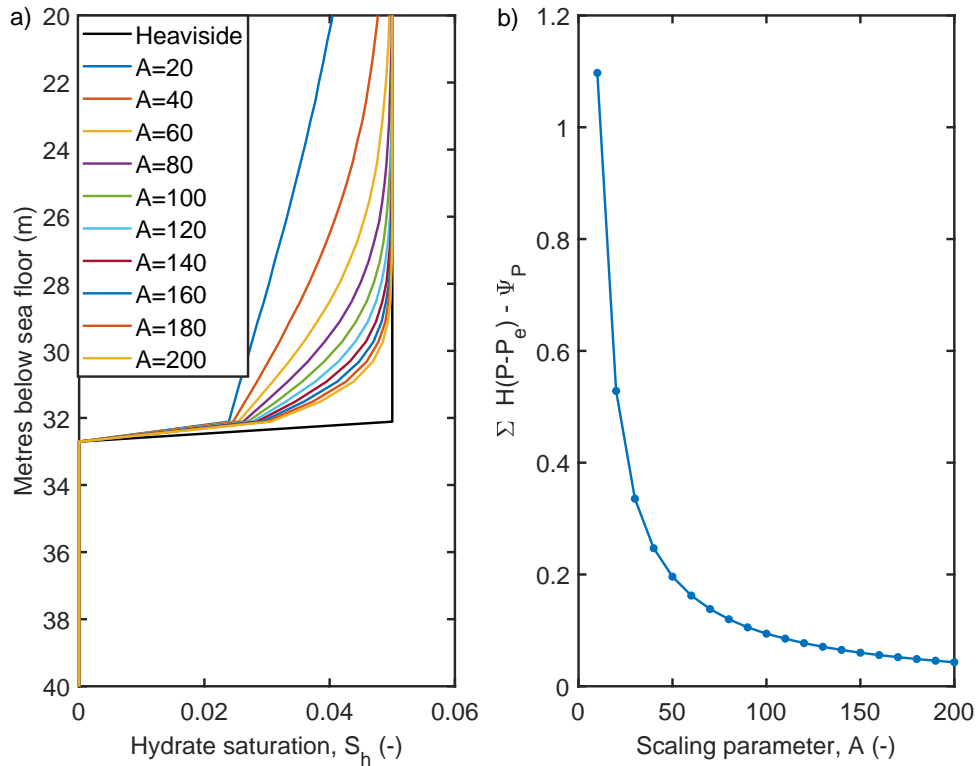 a)
20
22
24
26
28
30
32
34
36
38
40
Metres below sea floor (m)
Heaviside
A=20
A=40
A=60
A=80
A=100
A=120
A=140
A=160
A=180
A=200
0
0.02
0.04
0.06
Hydrate saturation, S_h (-)
b)
1.2
1
0.8
0.6
0.4
0.2
0
Σ H(P-P_e) - Ψ_P
0
50
100
150
200
Scaling parameter, A (-)